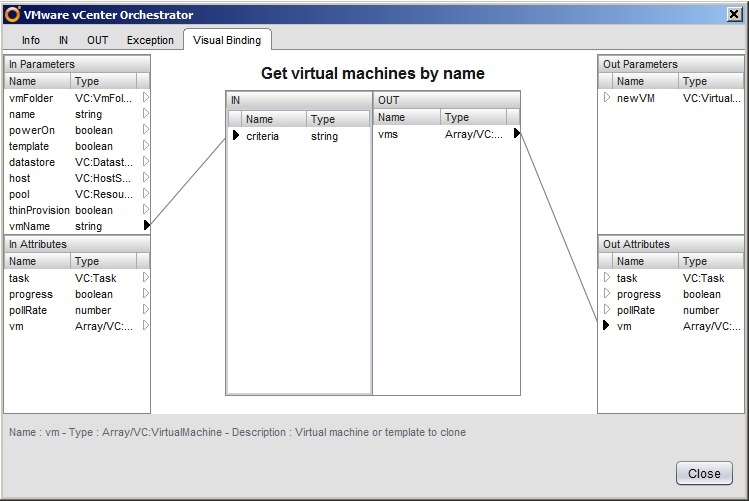 VMware vCenter Orchestrator
Info IN OUT Exception Visual Binding
In Parameters
Name Type
vmFolder VC:VmFol...
name string
powerOn boolean
template boolean
datastore VC:Datast...
host VC:HostS...
pool VC:Resou...
thinProvision boolean
vmName string
In Attributes
Name Type
task VC:Task
progress boolean
pollRate number
vm Array/VC:...
Get virtual machines by name
IN
Name Type
criteria string
OUT
Name Type
vms Array/VC:...
Out Parameters
Name Type
newVM VC:Virtual...
Out Attributes
Name Type
task VC:Task
progress boolean
pollRate number
vm Array/VC:...
Name : vm - Type : Array/VC:VirtualMachine - Description : Virtual machine or template to clone
Close